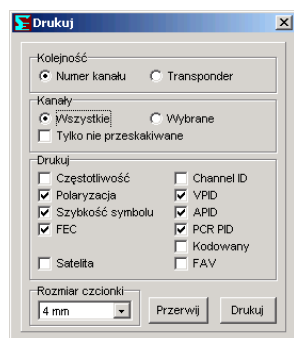 Drukuj
Kolejność
Numer kanału Transponder
Kanały
Wszystkie Wybrane
Tylko nie przeskakiwane
Drukuj
Częstotliwość Channel ID
Polaryzacja VPID
Szybkość symbolu APID
FEC PCR PID
Kodowany
Satelita FAV
Rozmiar czcionki
4 mm Przerwij Drukuj